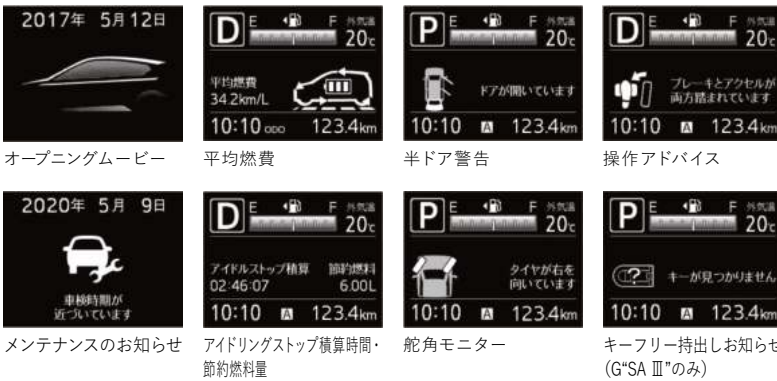 2017年 5月12日
オープニングムービー
D E F 外気温
20℃
平均燃費
34.2km/L
10:10 ODO 123.4km
平均燃費
P E F 外気温
20℃
ドアが開いています
10:10 A 123.4km
半ドア警告
D E F 外気温
20℃
ブレーキとアクセルが
両方踏まれています
10:10 A 123.4km
操作アドバイス
2020年 5月 9日
車検時期が
近づいています
メンテナンスのお知らせ
D E F 外気温
20℃
アイドルストップ積算 節約燃料
02:46:07 6.00L
10:10 A 123.4km
アイドリングストップ積算時間・
節約燃料量
P E F 外気温
20℃
タイヤが右を
向いています
10:10 A 123.4km
舵角モニター
P E F 外気温
20℃
キーが見つかりません
10:10 A 123.4km
キーフリー持出しお知らせ
(G“SA Ⅲ”のみ)